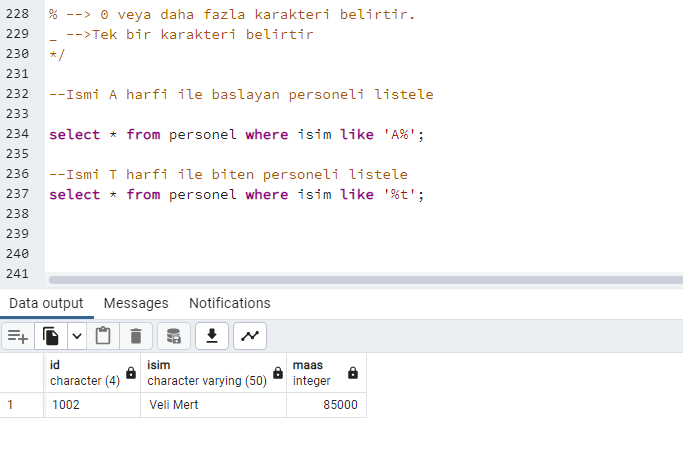 228 % --> 0 veya daha fazla karakteri belirtir.
229 _ -->Tek bir karakteri belirtir
230 */
231
232 --Ismi A harfi ile baslayan personeli listele
233
234 select * from personel where isim like 'A%';
235
236 --Ismi T harfi ile biten personeli listele
237 select * from personel where isim like '%t';
238
239
240
241
Data output Messages Notifications
id isim maas
character (4) character varying (50) integer
1 1002 Veli Mert 85000